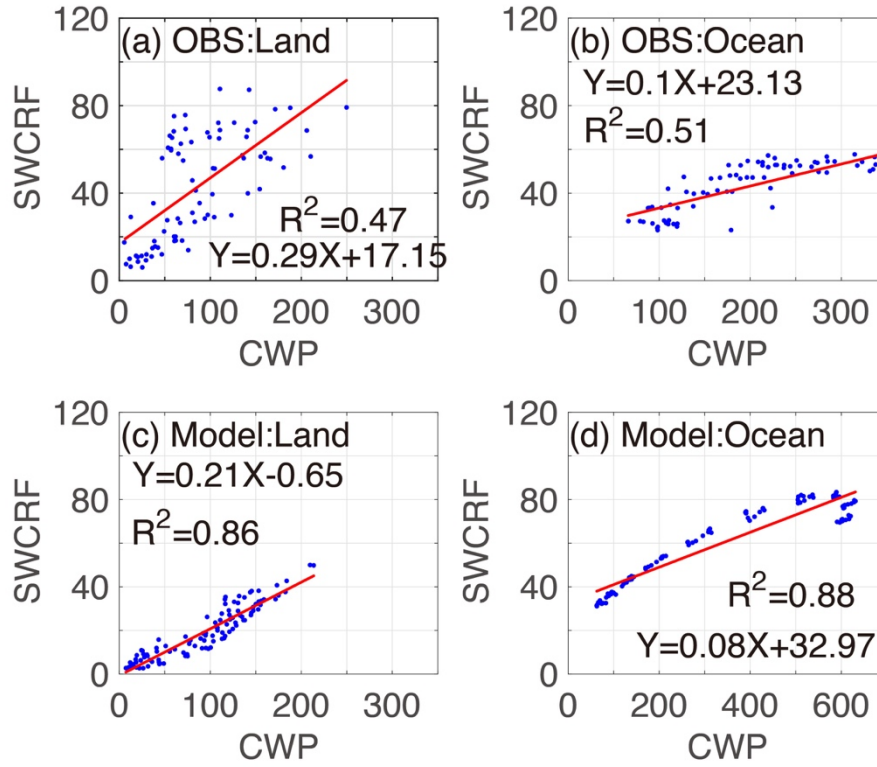 (a) OBS:Land
120
80
40
0
SWCRF
R²=0.47
Y=0.29X+17.15
0 100 200 300
CWP
(b) OBS:Ocean
Y=0.1X+23.13
R²=0.51
120
80
40
0
SWCRF
0 100 200 300
CWP
(c) Model:Land
Y=0.21X-0.65
R²=0.86
120
80
40
0
SWCRF
0 100 200 300
CWP
(d) Model:Ocean
120
80
40
0
SWCRF
R²=0.88
Y=0.08X+32.97
0 200 400 600
CWP